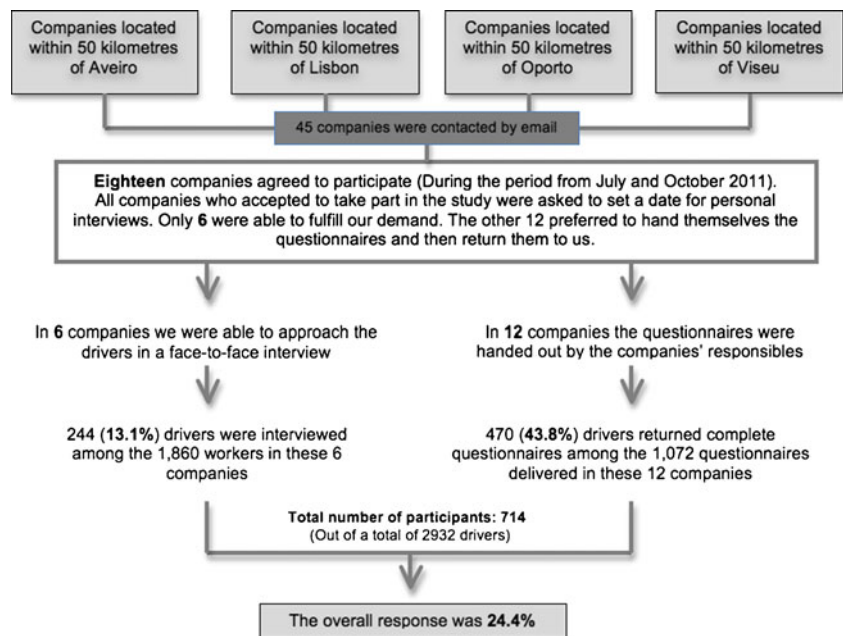 Companies located
within 50 kilometres
of Aveiro
Companies located
within 50 kilometres
of Lisbon
Companies located
within 50 kilometres
of Oporto
Companies located
within 50 kilometres
of Viseu
45 companies were contacted by email
Eighteen companies agreed to participate (During the period from July and October 2011).
All companies who accepted to take part in the study were asked to set a date for personal
interviews. Only 6 were able to fulfill our demand. The other 12 preferred to hand themselves the
questionnaires and then return them to us.
In 6 companies we were able to approach the
drivers in a face-to-face interview
In 12 companies the questionnaires were
handed out by the companies' responsibles
244 (13.1%) drivers were interviewed
among the 1,860 workers in these 6
companies
470 (43.8%) drivers returned complete
questionnaires among the 1,072 questionnaires
delivered in these 12 companies
Total number of participants: 714
(Out of a total of 2932 drivers)
The overall response was 24.4%